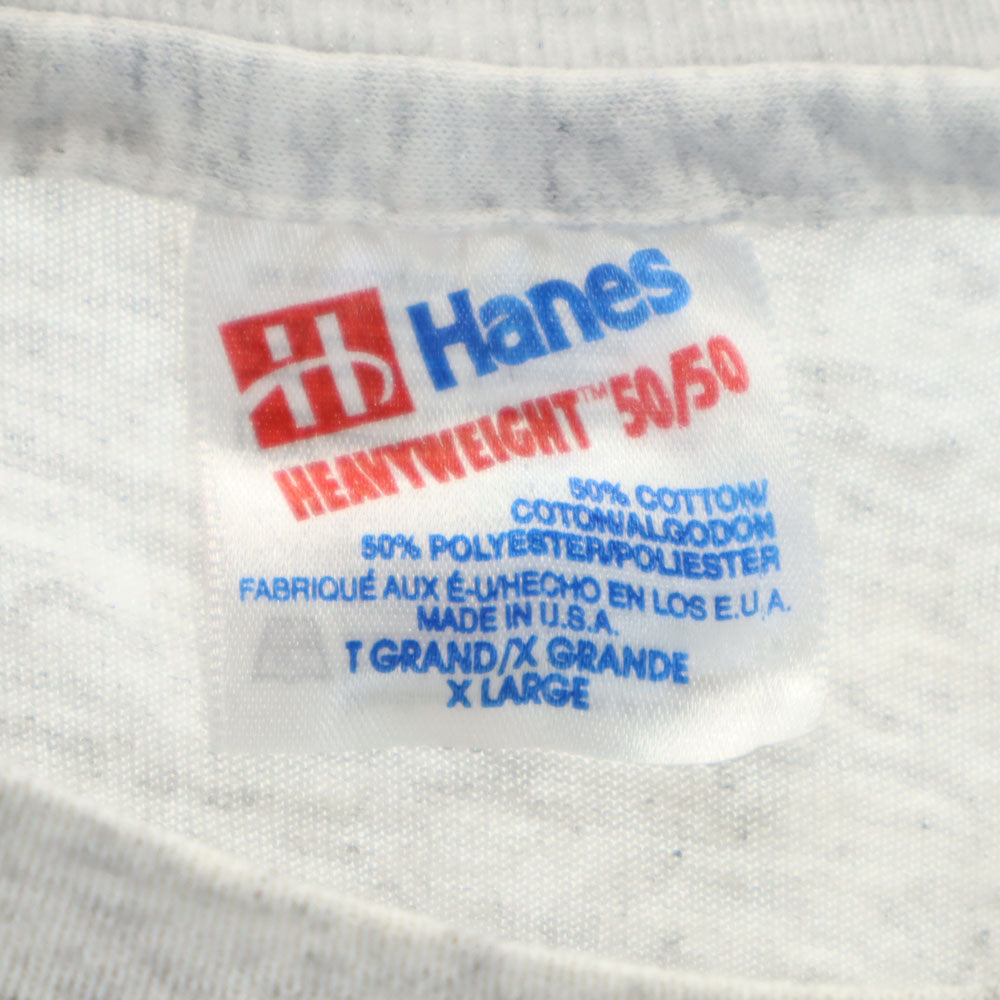 Hanes
HEAVYWEIGHT™ 50/50
50% COTTON/
COTON/ALGODON
50% POLYESTER/POLIESTER
FABRIQUÉ AUX É-U/HECHO EN LOS E.U.A.
MADE IN U.S.A.
T GRAND/X GRANDE
X LARGE